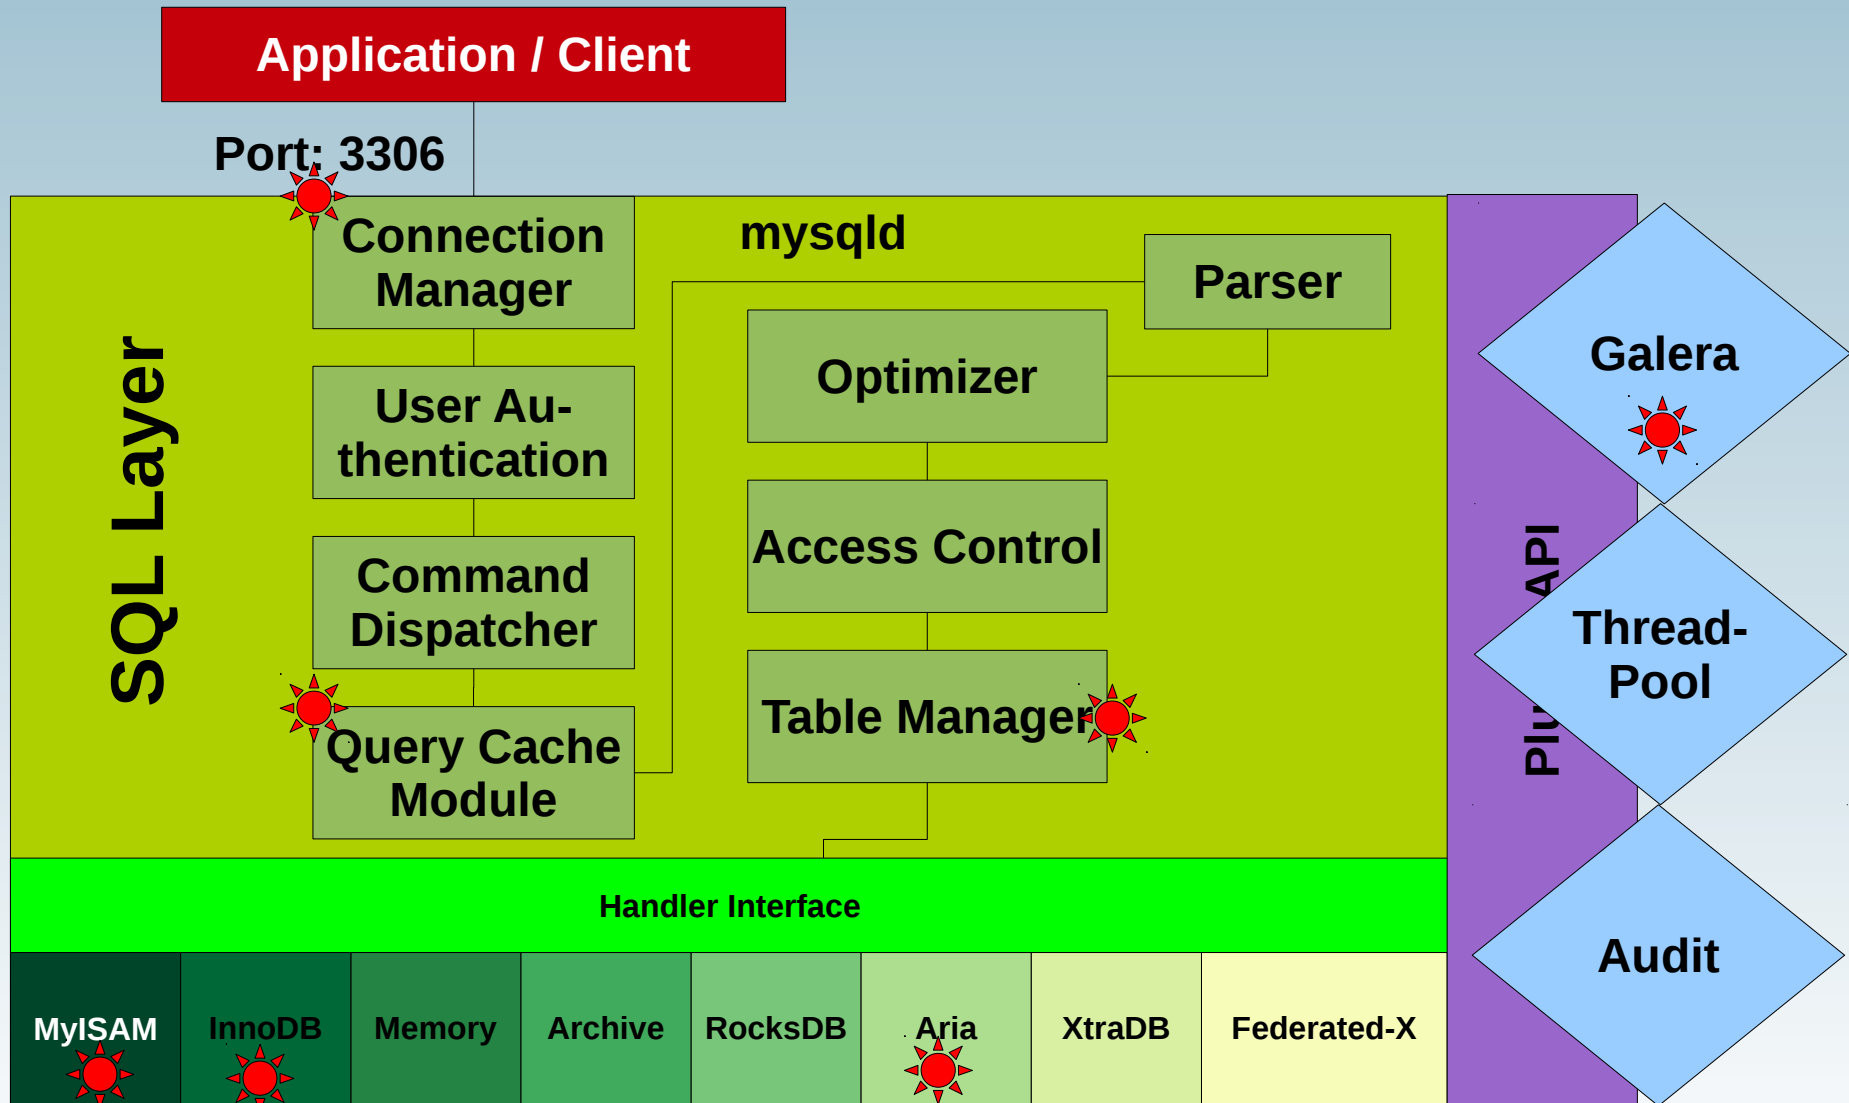 Application / Client
Port: 3306
mysqld
SQL Layer
Connection
Manager
User Au-
thentication
Command
Dispatcher
Query Cache
Module
Parser
Optimizer
Access Control
Table Manager
Galera
Thread-
Pool
Audit
API
Handler Interface
MyISAM
InnoDB
Memory
Archive
RocksDB
Aria
XtraDB
Federated-X